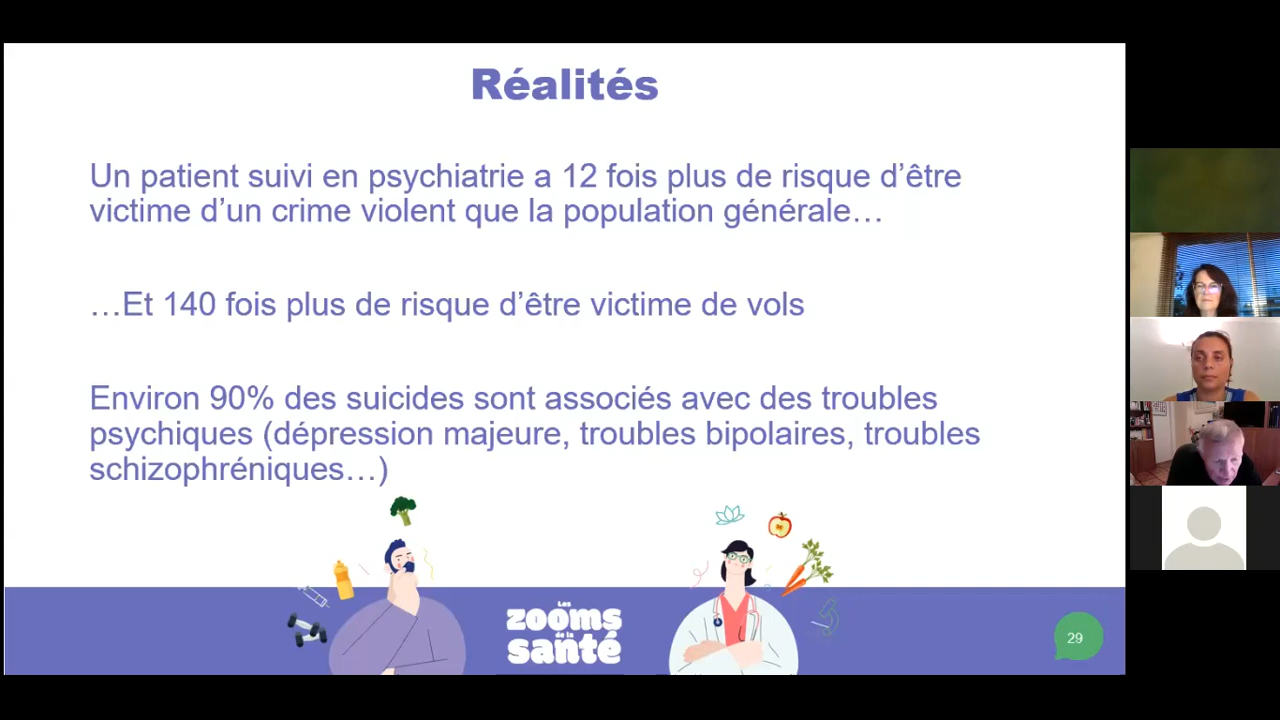 Réalités
Un patient suivi en psychiatrie a 12 fois plus de risque d’être
victime d’un crime violent que la population générale…
…Et 140 fois plus de risque d’être victime de vols
Environ 90% des suicides sont associés avec des troubles
psychiques (dépression majeure, troubles bipolaires, troubles
schizophréniques…)
Les
zooms
de la
santé
29